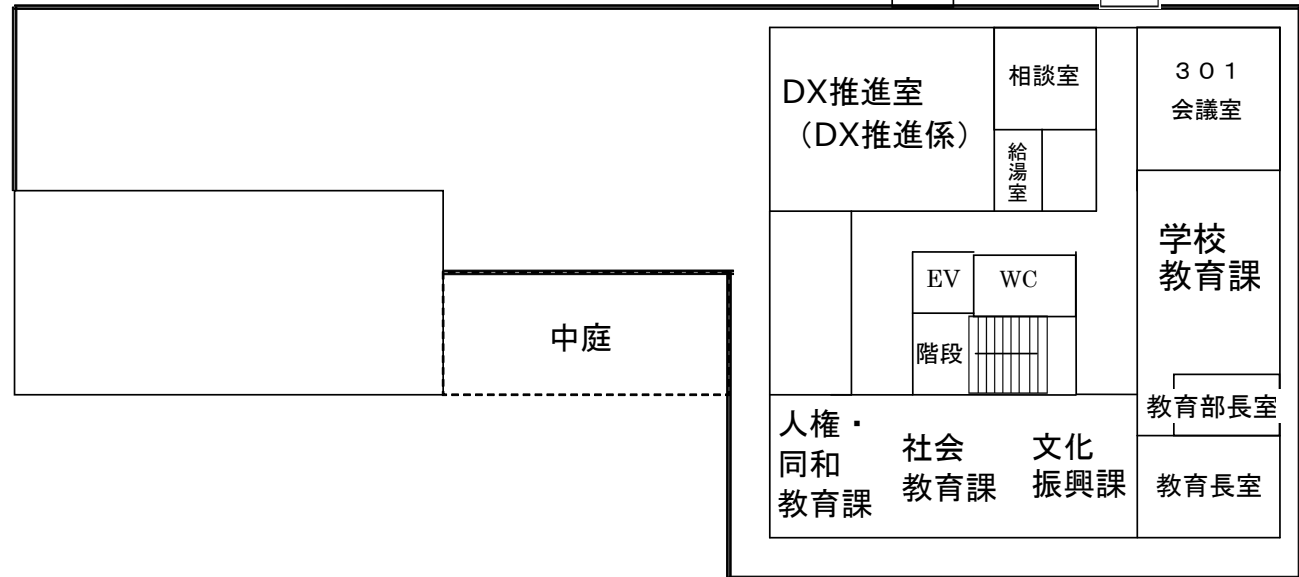 DX推進室
（DX推進係）
相談室
３０１
会議室
給
湯
室
学校
教育課
EV
WC
中庭
階段
教育部長室
人権・
同和
教育課
社会
教育課
文化
振興課
教育長室